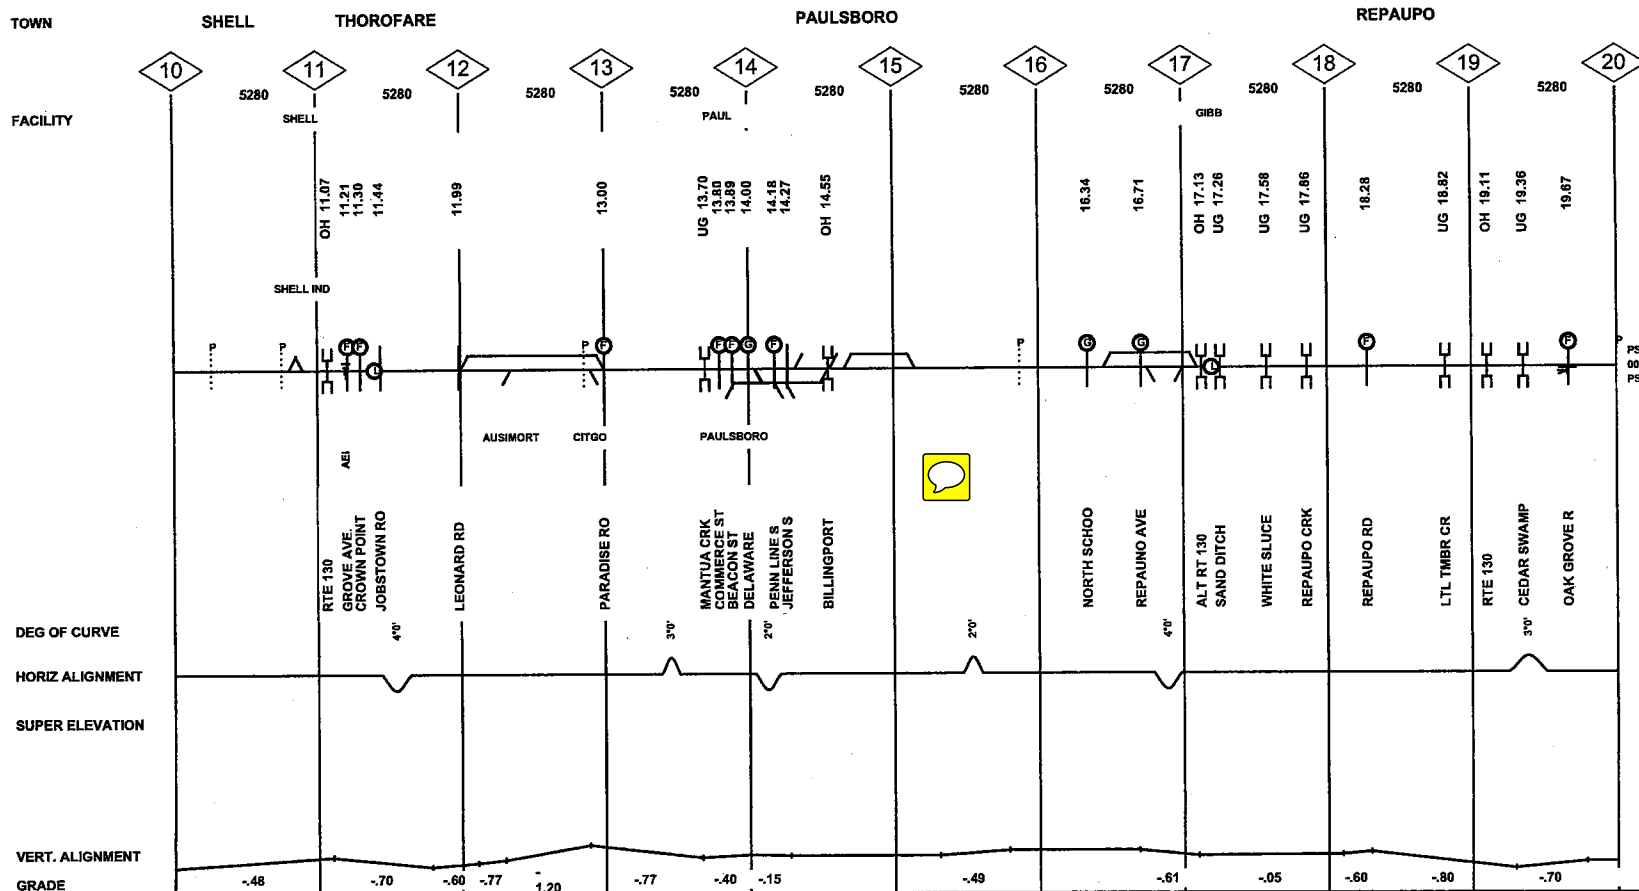 TOWN SHELL THOROFARE PAULSBORO REPAUPO
10 11 12 13 14 15 16 17 18 19 20
5280 5280 5280 5280 5280 5280 5280 5280 5280 5280
FACILITY SHELL PAUL GIBB
OH 11.07
11.21
11.30
11.44
11.99
13.00
UG 13.70
13.80
13.89
14.00
14.18
14.27
OH 14.55
16.34
16.71
OH 17.13
UG 17.26
UG 17.58
UG 17.86
18.28
UG 18.82
OH 19.11
UG 19.36
19.67
SHELL IND
P P F F L P F F F G F P G G L F F P
PS
00
PS
AUSIMORT CITGO PAULSBORO
AEI
RTE 130
GROVE AVE.
CROWN POINT
JOBSTOWN RO
LEONARD RD
PARADISE RO
MANTUA CRK
COMMERCE ST
BEACON ST
DELAWARE
PENN LINE S
JEFFERSON S
BILLINGPORT
NORTH SCHOO
REPAUNO AVE
ALT RT 130
SAND DITCH
WHITE SLUCE
REPAUPO CRK
REPAUPO RD
LTL TMBR CR
RTE 130
CEDAR SWAMP
OAK GROVE R
DEG OF CURVE 4°0' 3°0' 2°0' 2°0' 4°0' 3°0'
HORIZ ALIGNMENT
SUPER ELEVATION
VERT. ALIGNMENT
GRADE -.48 -.70 -.60 -.77 -1.20 -.77 -.40 -.15 -.49 -.61 -.05 -.60 -.80 -.70